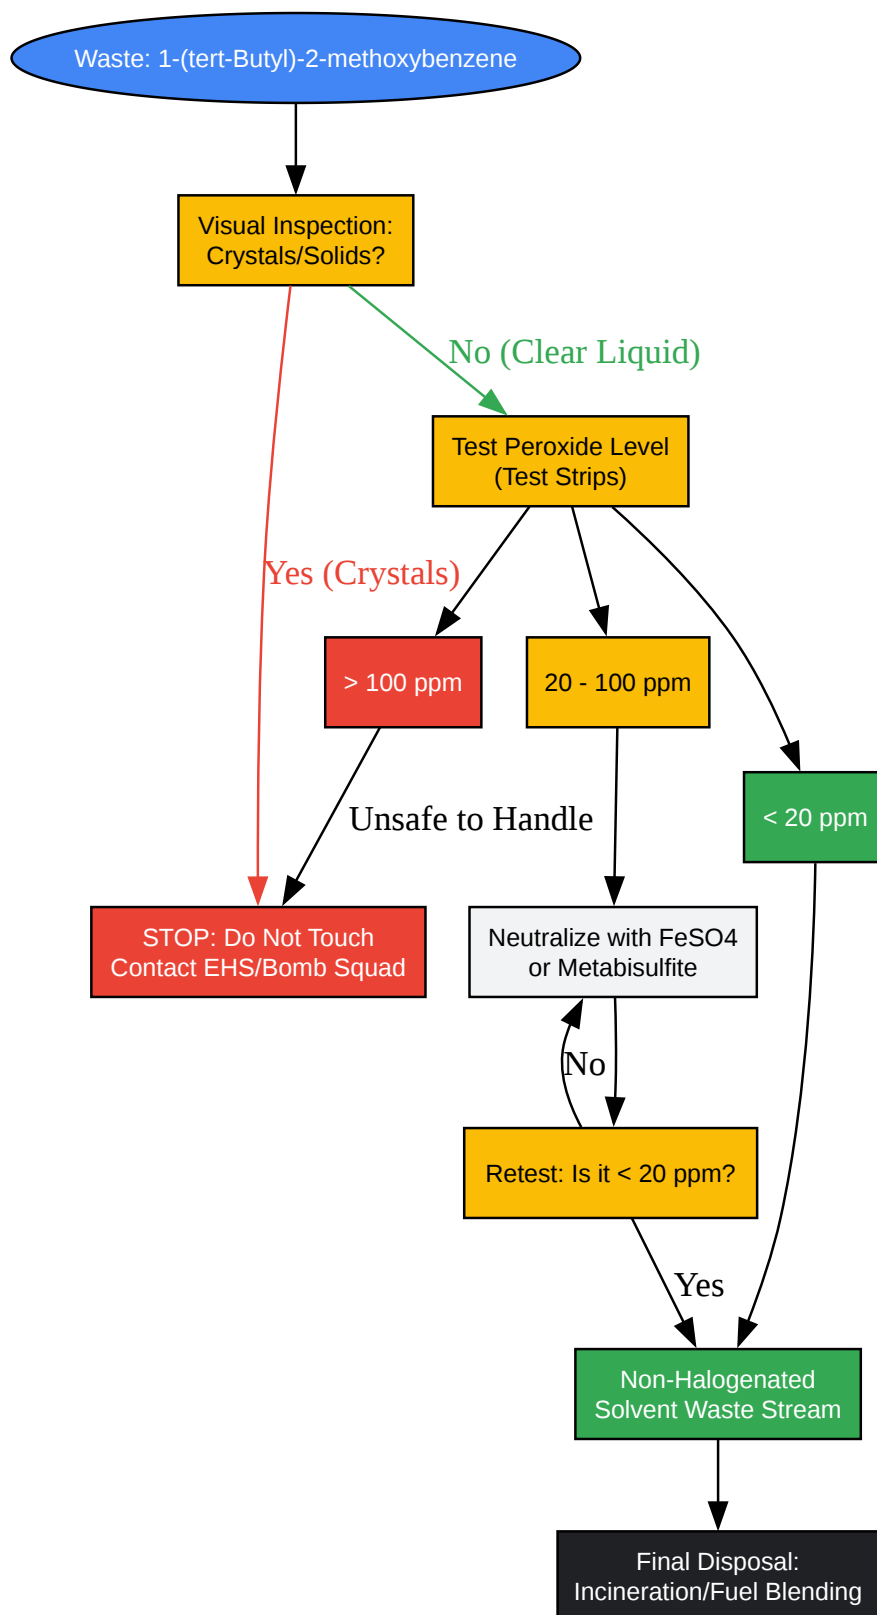 Waste: 1-(tert-Butyl)-2-methoxybenzene
Visual Inspection:
Crystals/Solids?
No (Clear Liquid)
Test Peroxide Level
(Test Strips)
Yes (Crystals)
> 100 ppm
20 - 100 ppm
< 20 ppm
Unsafe to Handle
STOP: Do Not Touch
Contact EHS/Bomb Squad
Neutralize with FeSO4
or Metabisulfite
No
Retest: Is it < 20 ppm?
Yes
Non-Halogenated
Solvent Waste Stream
Final Disposal:
Incineration/Fuel Blending